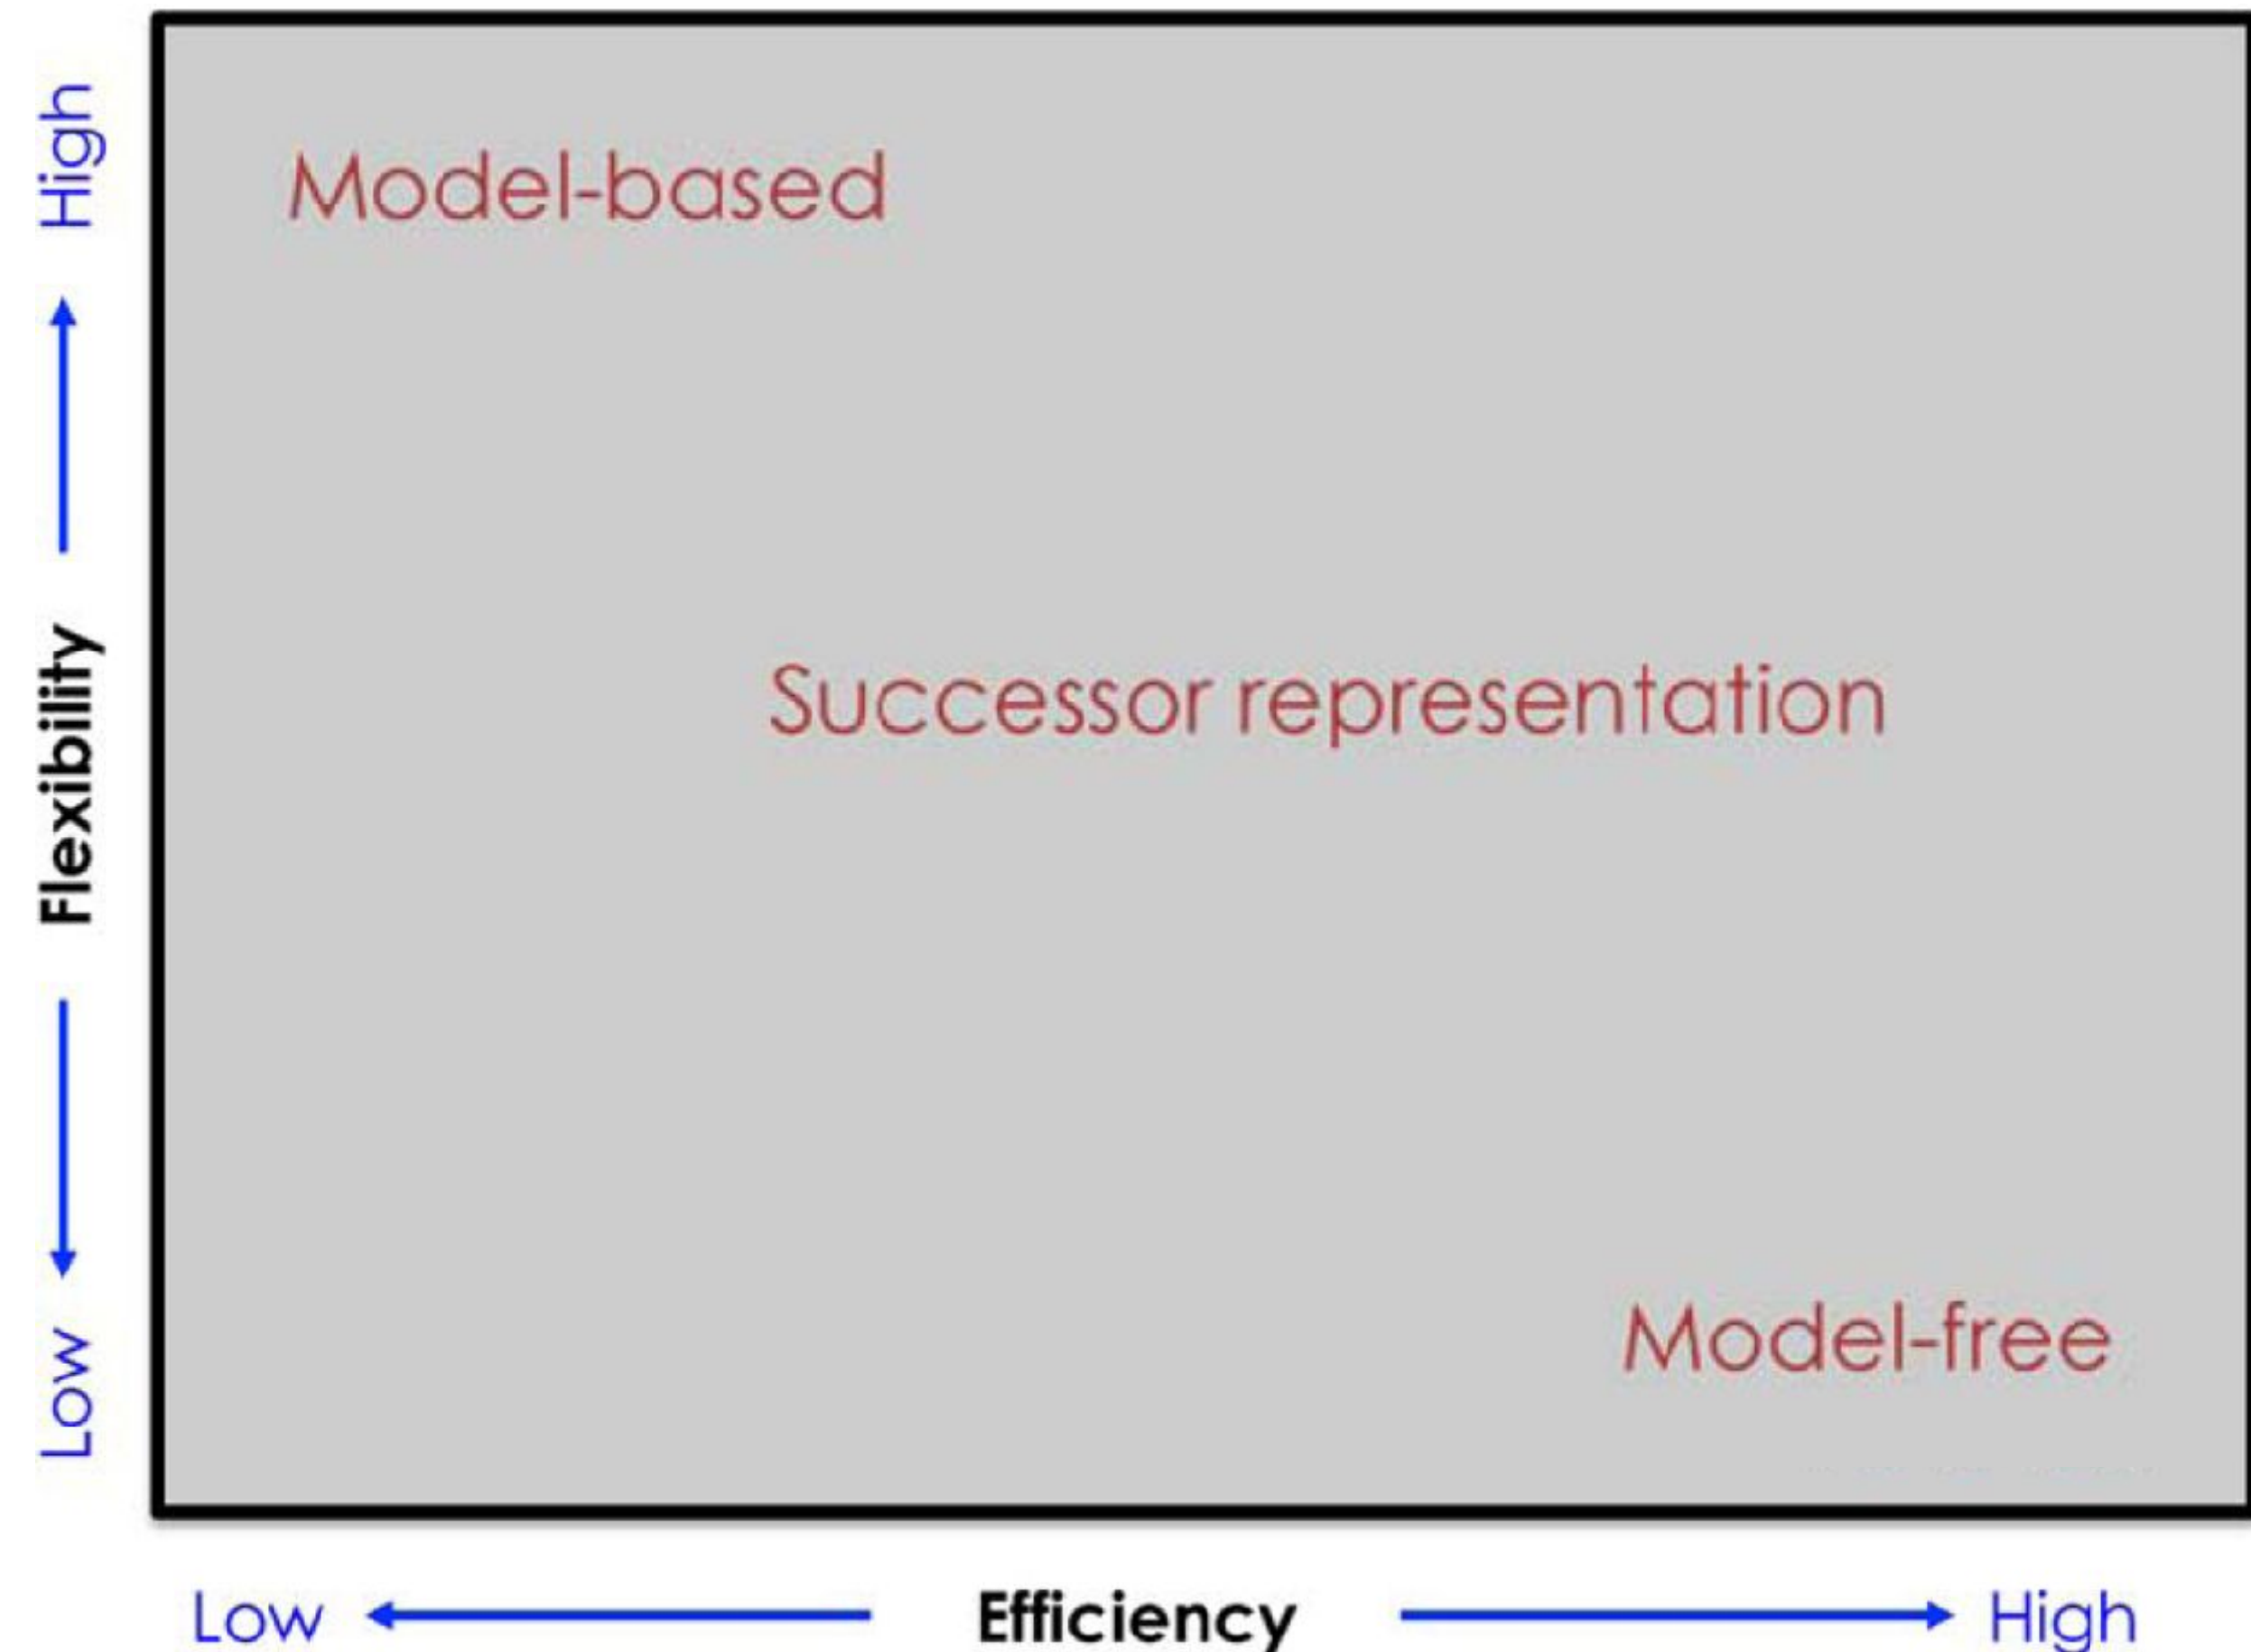 High
Flexibility
Low
Model-based
Successor representation
Model-free
Low
Efficiency
High